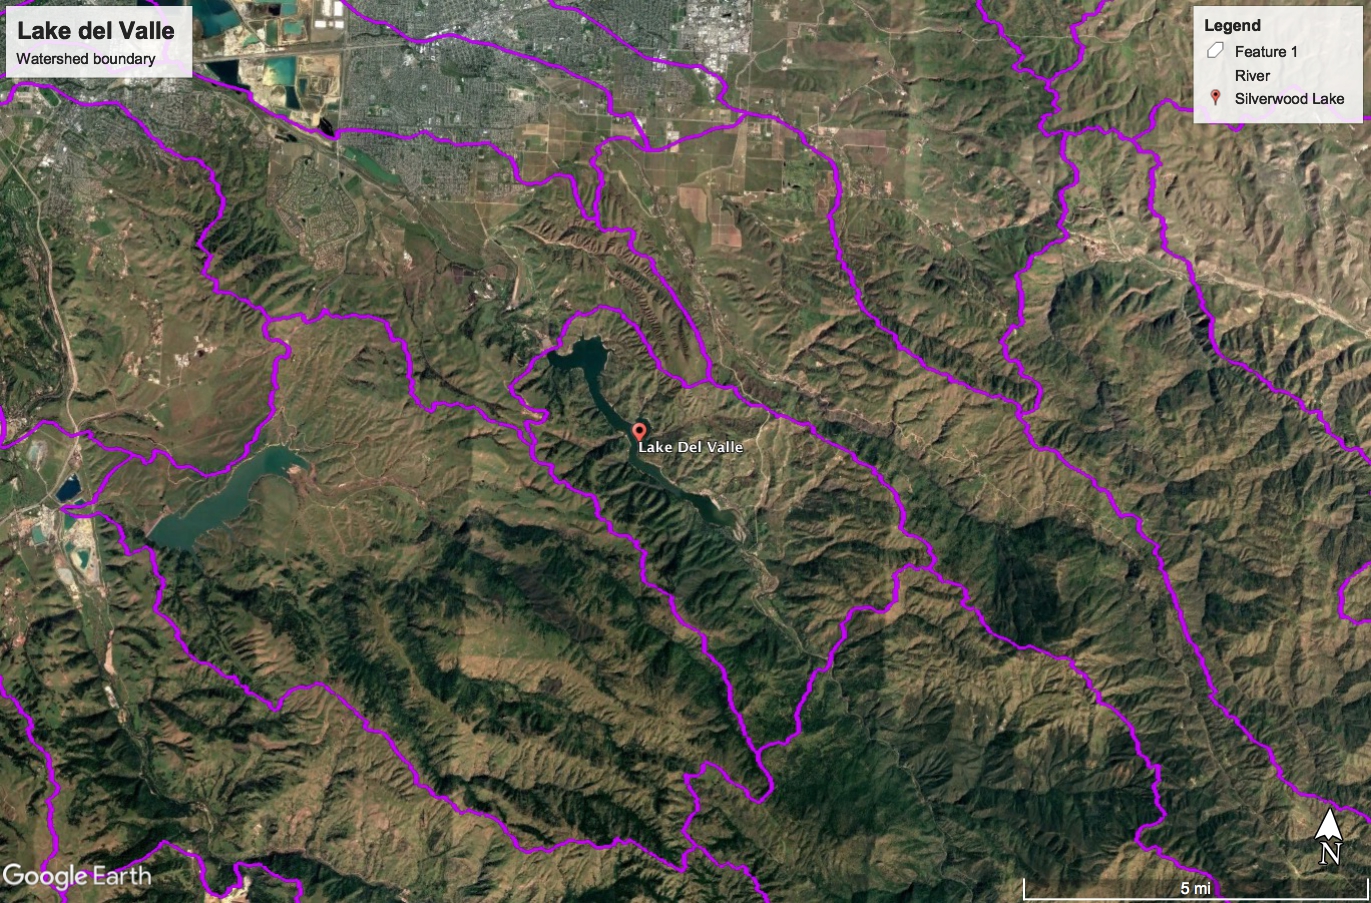 Lake del Valle
Watershed boundary
Legend
Feature 1
River
Silverwood Lake
Lake Del Valle
N
Google Earth
5 mi